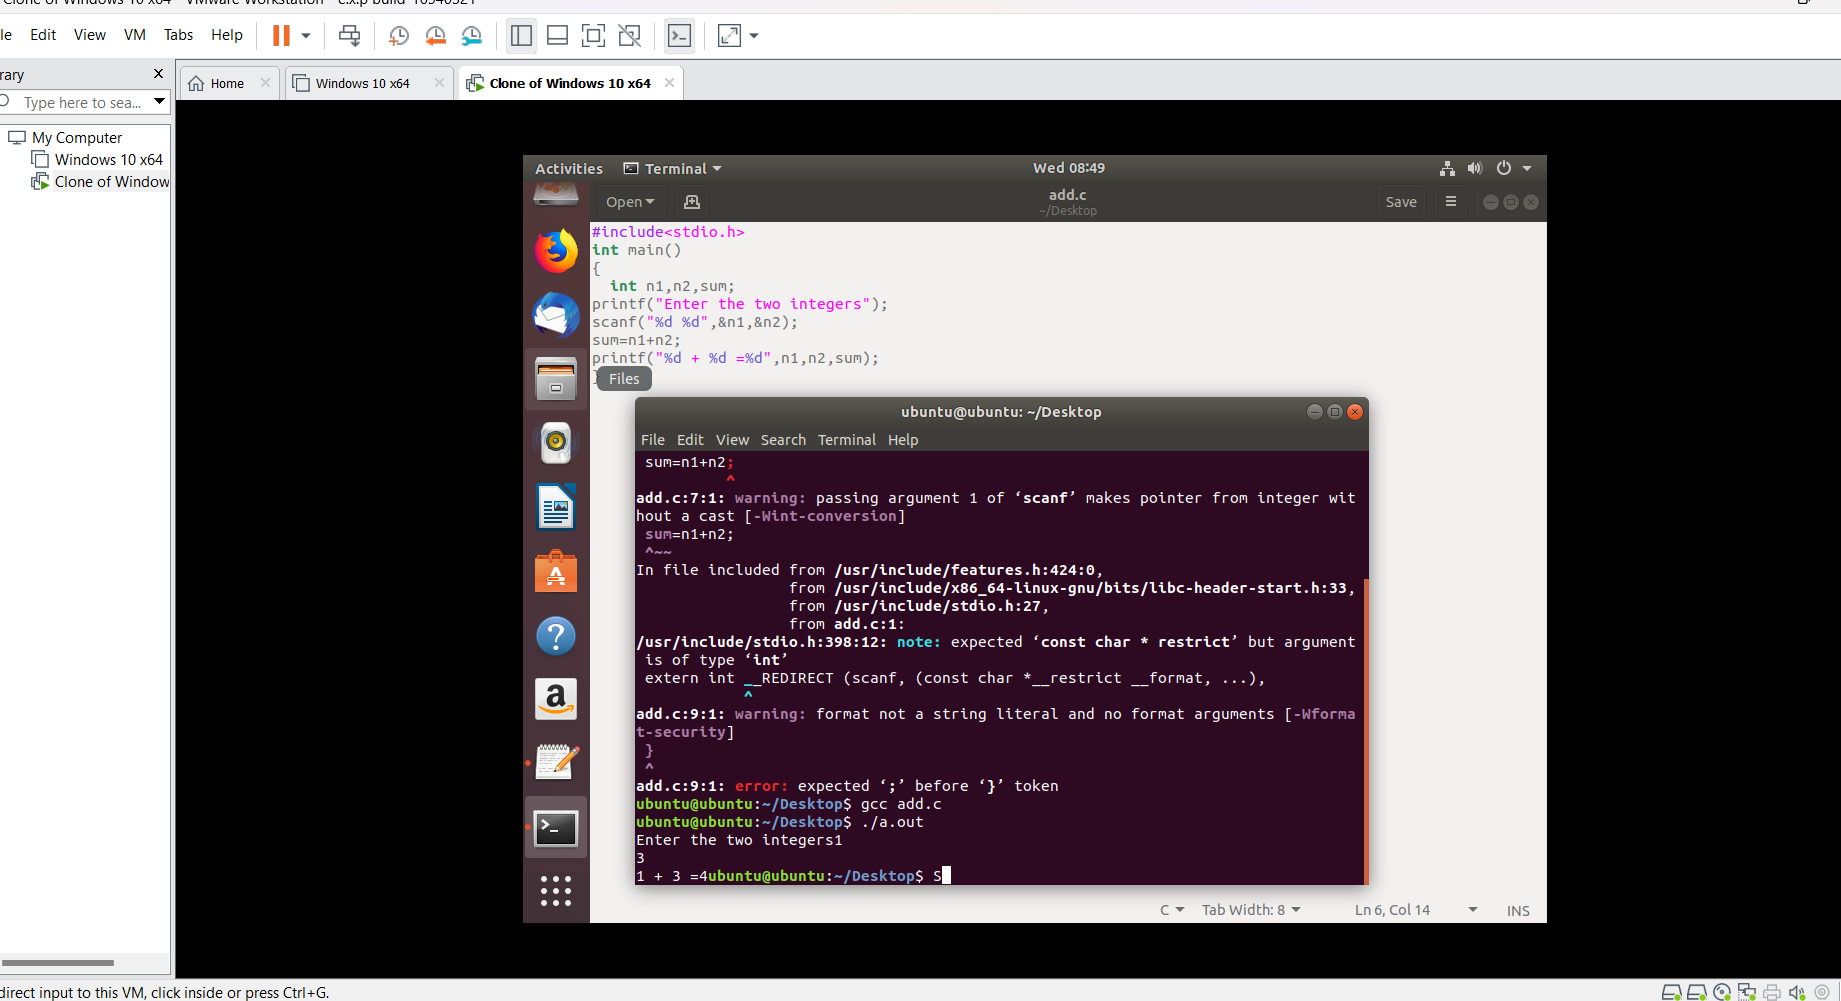 Clone of Windows 10 x64 - VMware Workstation
le Edit View VM Tabs Help
rary
Type here to sea...
My Computer
Windows 10 x64
Clone of Window
Home
Windows 10 x64
Clone of Windows 10 x64
Activities Terminal Wed 08:49
Open add.c Save
~/Desktop
#include<stdio.h>
int main()
{
int n1,n2,sum;
printf("Enter the two integers");
scanf("%d %d",&n1,&n2);
sum=n1+n2;
printf("%d + %d =%d",n1,n2,sum);
}
Files
ubuntu@ubuntu: ~/Desktop
File Edit View Search Terminal Help
sum=n1+n2;
^
add.c:7:1: warning: passing argument 1 of ‘scanf’ makes pointer from integer wit
hout a cast [-Wint-conversion]
sum=n1+n2;
^~~
In file included from /usr/include/features.h:424:0,
from /usr/include/x86_64-linux-gnu/bits/libc-header-start.h:33,
from /usr/include/stdio.h:27,
from add.c:1:
/usr/include/stdio.h:398:12: note: expected ‘const char * restrict’ but argument
is of type ‘int’
extern int __REDIRECT (scanf, (const char *__restrict __format, ...),
^
add.c:9:1: warning: format not a string literal and no format arguments [-Wforma
t-security]
}
^
add.c:9:1: error: expected ‘;’ before ‘}’ token
ubuntu@ubuntu:~/Desktop$ gcc add.c
ubuntu@ubuntu:~/Desktop$ ./a.out
Enter the two integers1
3
1 + 3 =4ubuntu@ubuntu:~/Desktop$ S
C Tab Width: 8 Ln 6, Col 14 INS
direct input to this VM, click inside or press Ctrl+G.